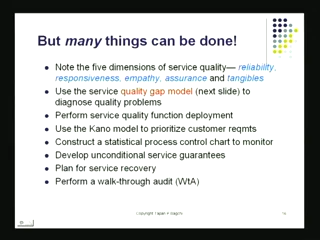 But many things can be done!
Note the five dimensions of service quality— reliability,
responsiveness, empathy, assurance and tangibles
Use the service quality gap model (next slide) to
diagnose quality problems
Perform service quality function deployment
Use the Kano model to prioritize customer reqmts
Construct a statistical process control chart to monitor
Develop unconditional service guarantees
Plan for service recovery
Perform a walk-through audit (WtA)
Copyright Tapan P Bagchi